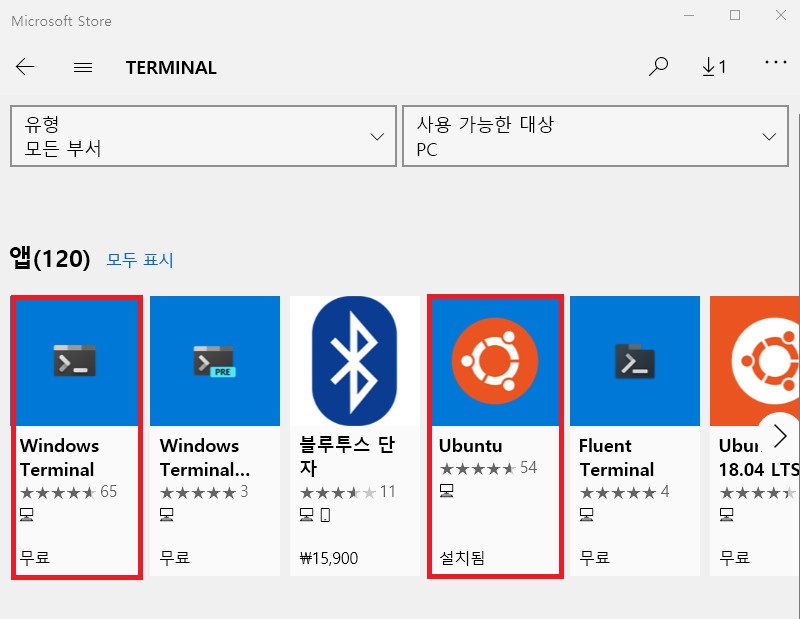 Microsoft Store
TERMINAL
1
유형
모든 부서
사용 가능한 대상
PC
앱(120) 모두 표시
PRE
Windows
Terminal
65
무료
Windows
Terminal...
3
무료
블루투스 단
자
11
₩15,900
Ubuntu
54
설치됨
Fluent
Terminal
4
무료
18.04 LTS
무료